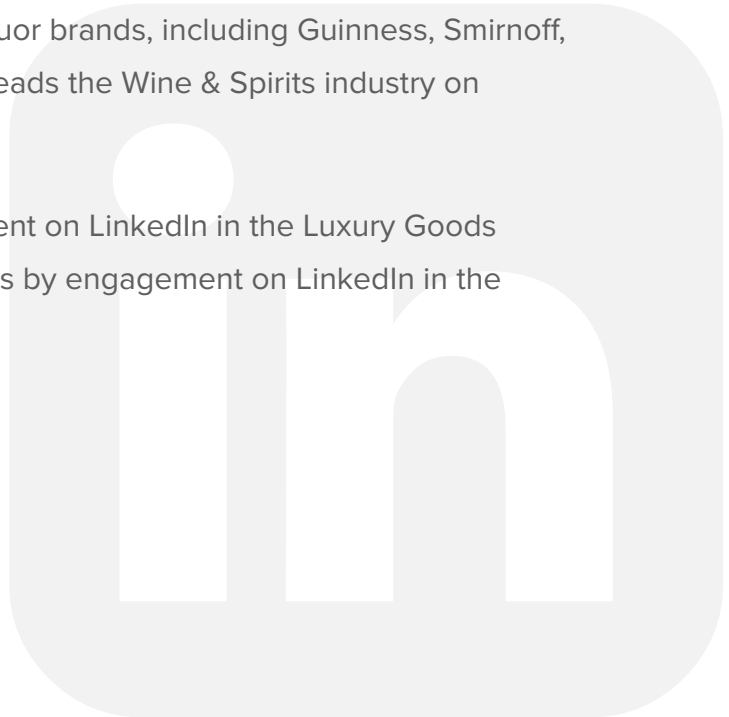 uor brands, including Guinness, Smirnoff,
eads the Wine & Spirits industry on
ent on LinkedIn in the Luxury Goods
s by engagement on LinkedIn in the
in